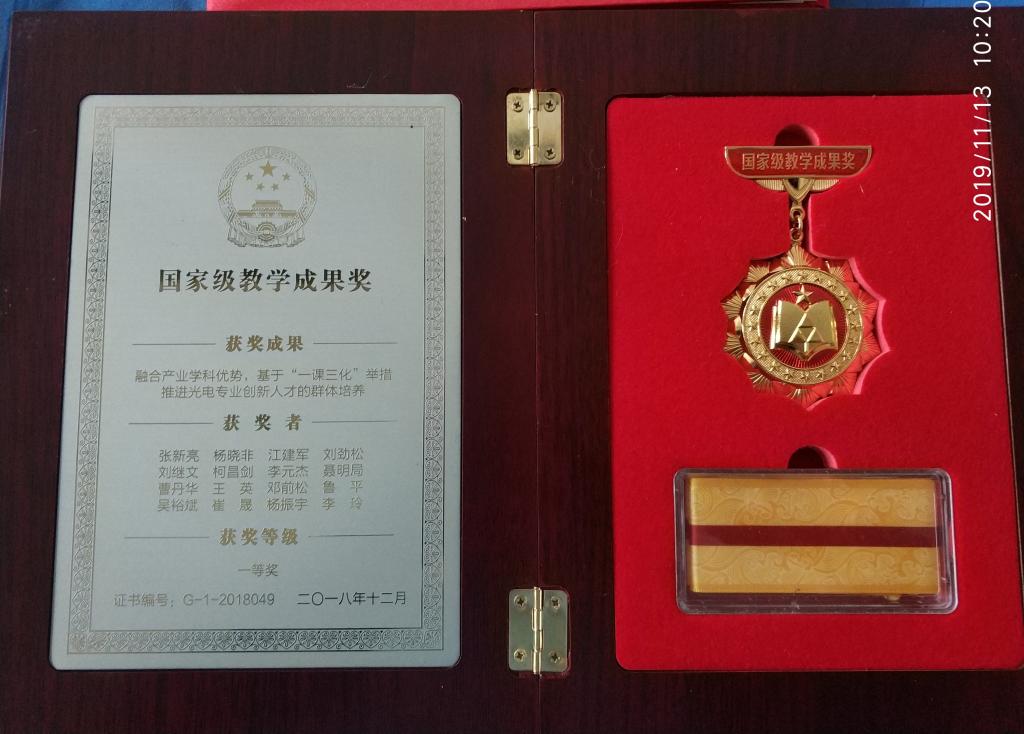 国家级教学成果奖
获奖成果
融合产业学科优势，基于“一课三化”举措
推进光电专业创新人才的群体培养
获奖者
张新亮 杨晓非 江建军 刘劲松
刘继文 柯昌剑 李元杰 聂明局
曹丹华 王英 邓前松 鲁平
吴裕斌 崔晟 杨振宇 李玲
获奖等级
一等奖
证书编号：G-1-2018049 二〇一八年十二月
国家级教学成果奖
2019/11/13 10:20